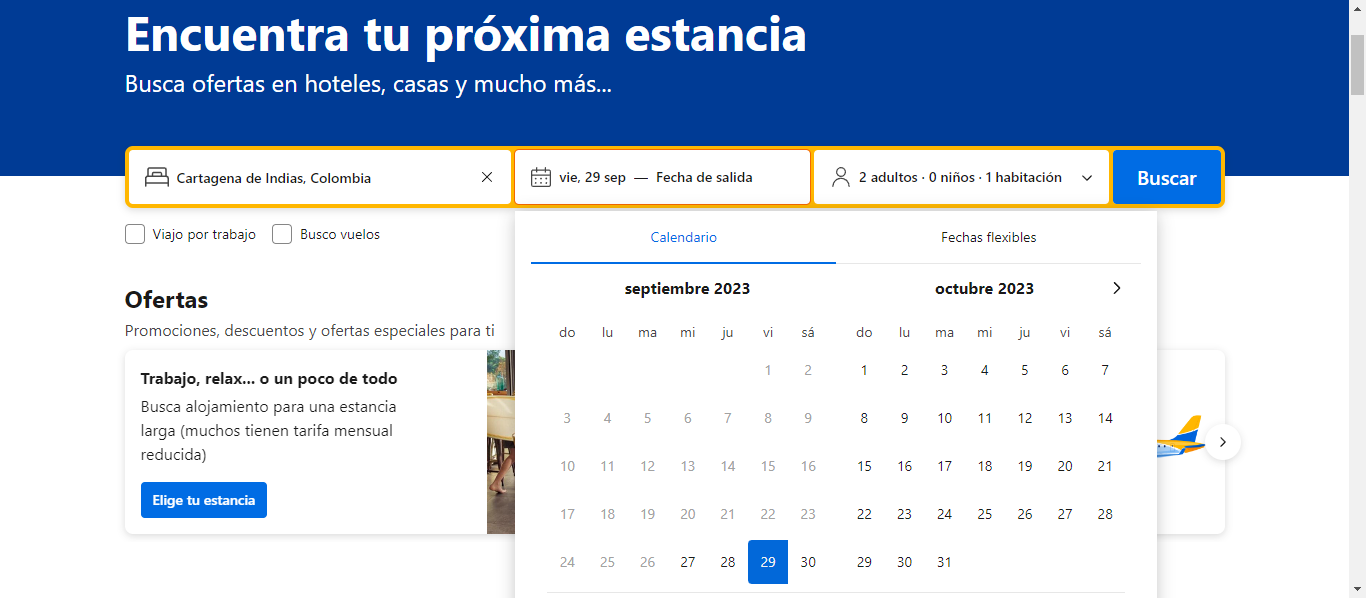 Encuentra tu próxima estancia
Busca ofertas en hoteles, casas y mucho más...
Cartagena de Indias, Colombia
vie, 29 sep — Fecha de salida
2 adultos · 0 niños · 1 habitación
Buscar
Viajo por trabajo
Busco vuelos
Calendario
Fechas flexibles
septiembre 2023
do lu ma mi ju vi sá
1 2
3 4 5 6 7 8 9
10 11 12 13 14 15 16
17 18 19 20 21 22 23
24 25 26 27 28 29 30
octubre 2023
do lu ma mi ju vi sá
1 2 3 4 5 6 7
8 9 10 11 12 13 14
15 16 17 18 19 20 21
22 23 24 25 26 27 28
29 30 31
Ofertas
Promociones, descuentos y ofertas especiales para ti
Trabajo, relax... o un poco de todo
Busca alojamiento para una estancia
larga (muchos tienen tarifa mensual
reducida)
Elige tu estancia